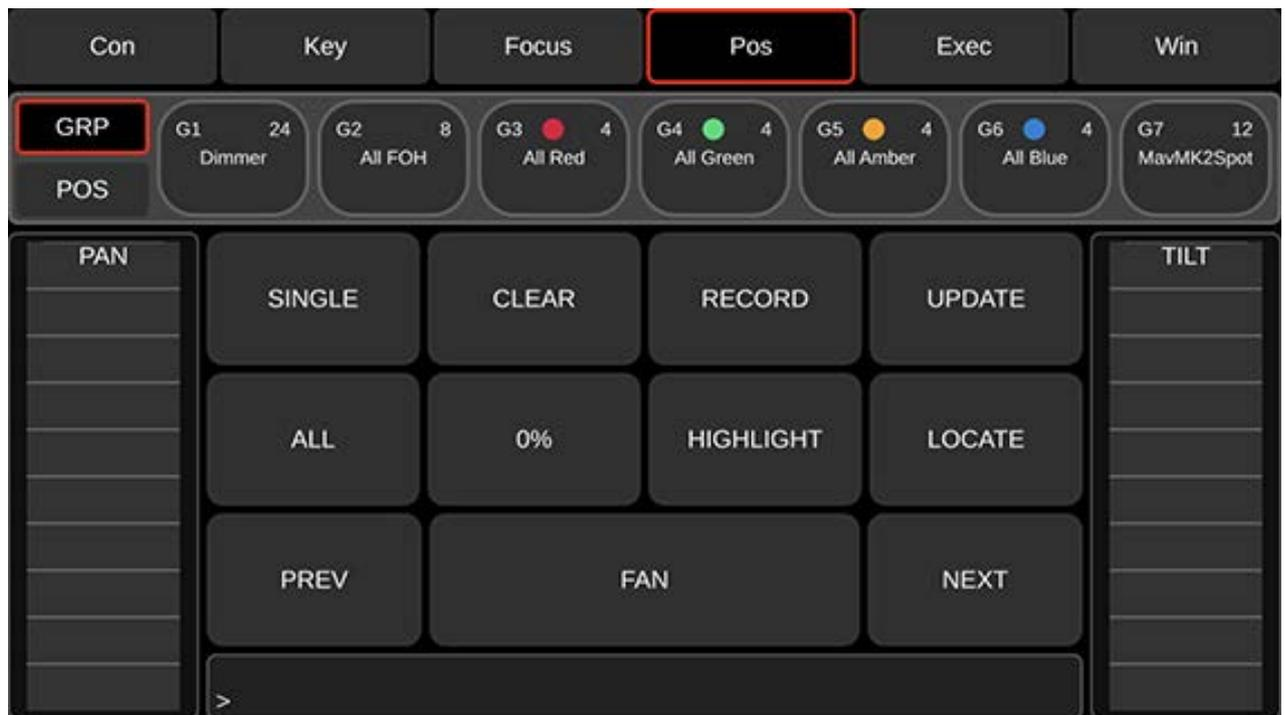 Con Key Focus Pos Exec Win
GRP
G1 24 G2 8 G3 4 G4 4 G5 4 G6 4 G7 12
Dimmer All FOH All Red All Green All Amber All Blue MavMK2Spot
POS
PAN TILT
SINGLE CLEAR RECORD UPDATE
ALL 0% HIGHLIGHT LOCATE
PREV FAN NEXT
>